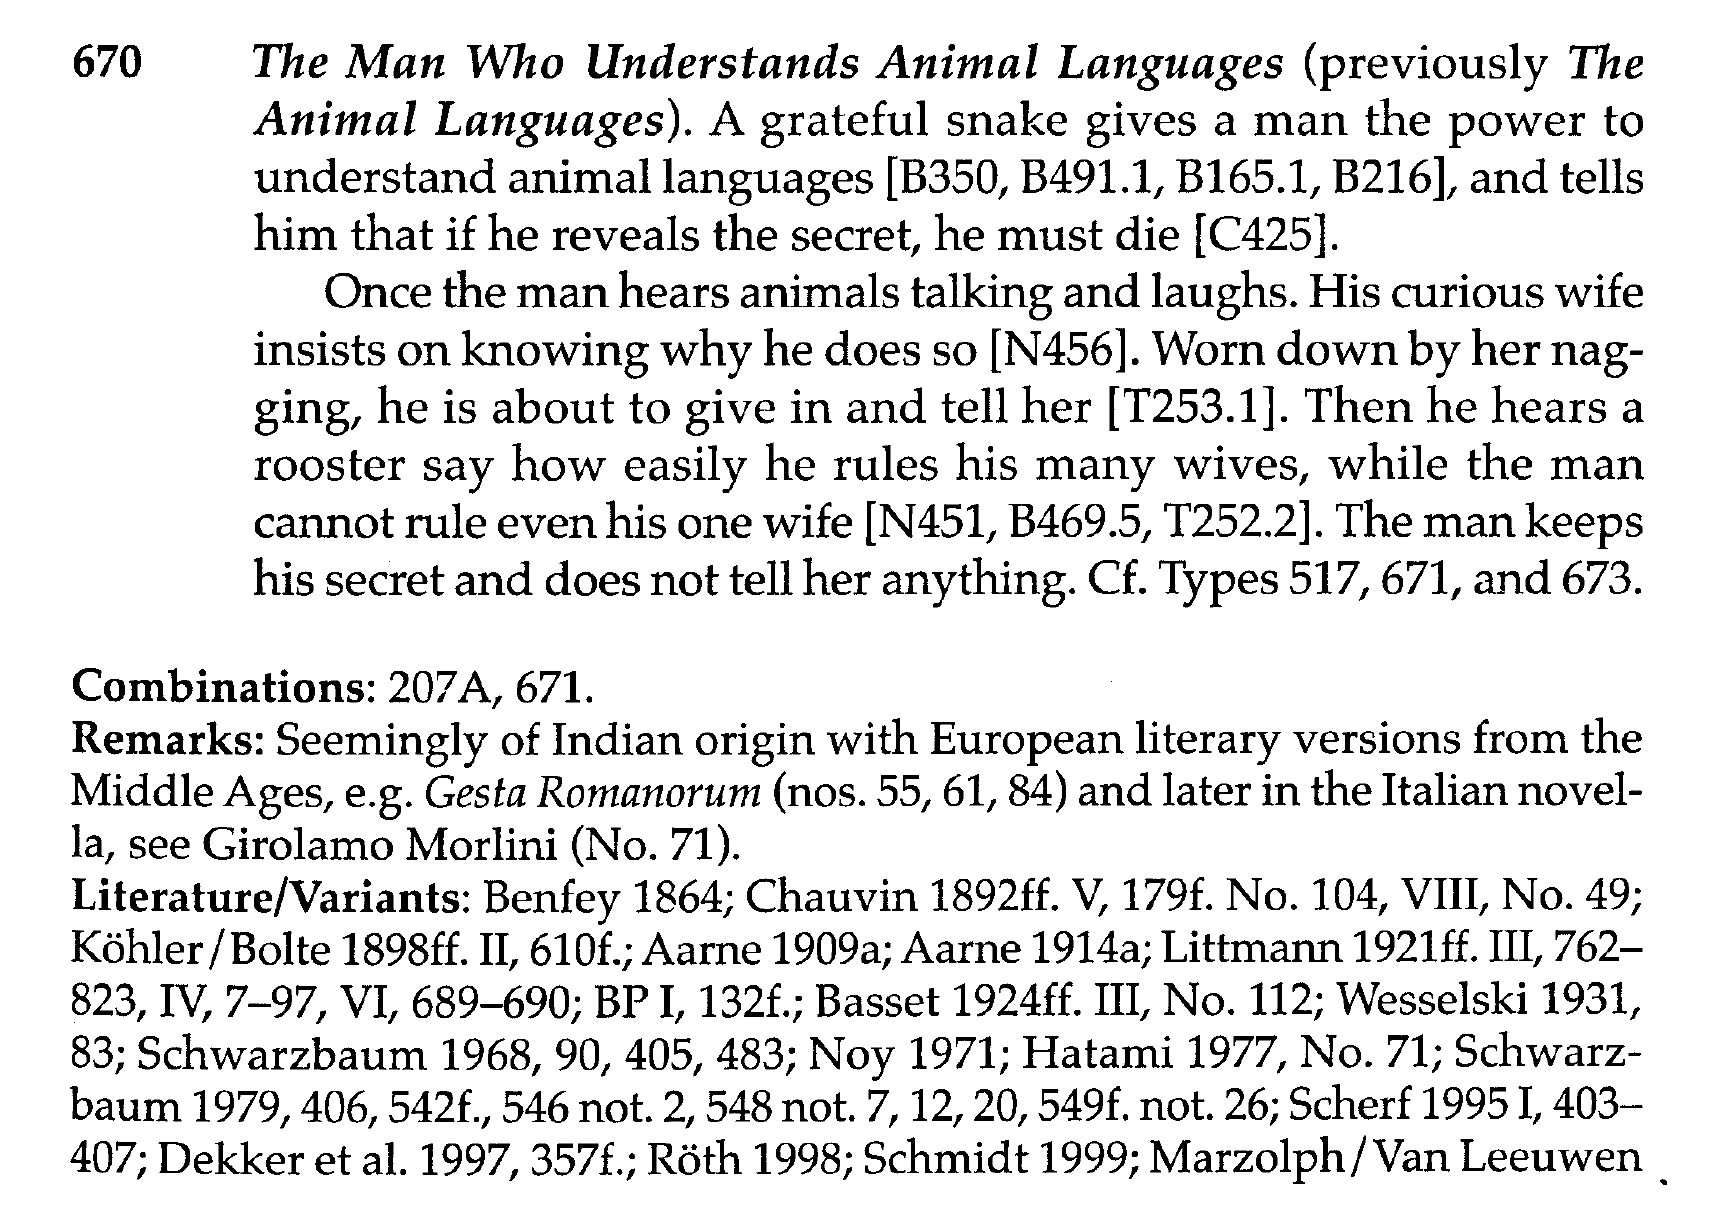 670 The Man Who Understands Animal Languages (previously The
Animal Languages). A grateful snake gives a man the power to
understand animal languages [B350, B491.1, B165.1, B216], and tells
him that if he reveals the secret, he must die [C425].
Once the man hears animals talking and laughs. His curious wife
insists on knowing why he does so [N456]. Worn down by her nag-
ging, he is about to give in and tell her [T253.1]. Then he hears a
rooster say how easily he rules his many wives, while the man
cannot rule even his one wife [N451, B469.5, T252.2]. The man keeps
his secret and does not tell her anything. Cf. Types 517, 671, and 673.
Combinations: 207A, 671.
Remarks: Seemingly of Indian origin with European literary versions from the
Middle Ages, e.g. Gesta Romanorum (nos. 55, 61, 84) and later in the Italian novel-
la, see Girolamo Morlini (No. 71).
Literature/Variants: Benfey 1864; Chauvin 1892ff. V, 179f. No. 104, VIII, No. 49;
Köhler/Bolte 1898ff. II, 610f.; Aarne 1909a; Aarne 1914a; Littmann 1921ff. III, 762–
823, IV, 7–97, VI, 689–690; BP I, 132f.; Basset 1924ff. III, No. 112; Wesselski 1931,
83; Schwarzbaum 1968, 90, 405, 483; Noy 1971; Hatami 1977, No. 71; Schwarz-
baum 1979, 406, 542f., 546 not. 2, 548 not. 7, 12, 20, 549f. not. 26; Scherf 1995 I, 403–
407; Dekker et al. 1997, 357f.; Röth 1998; Schmidt 1999; Marzolph/Van Leeuwen